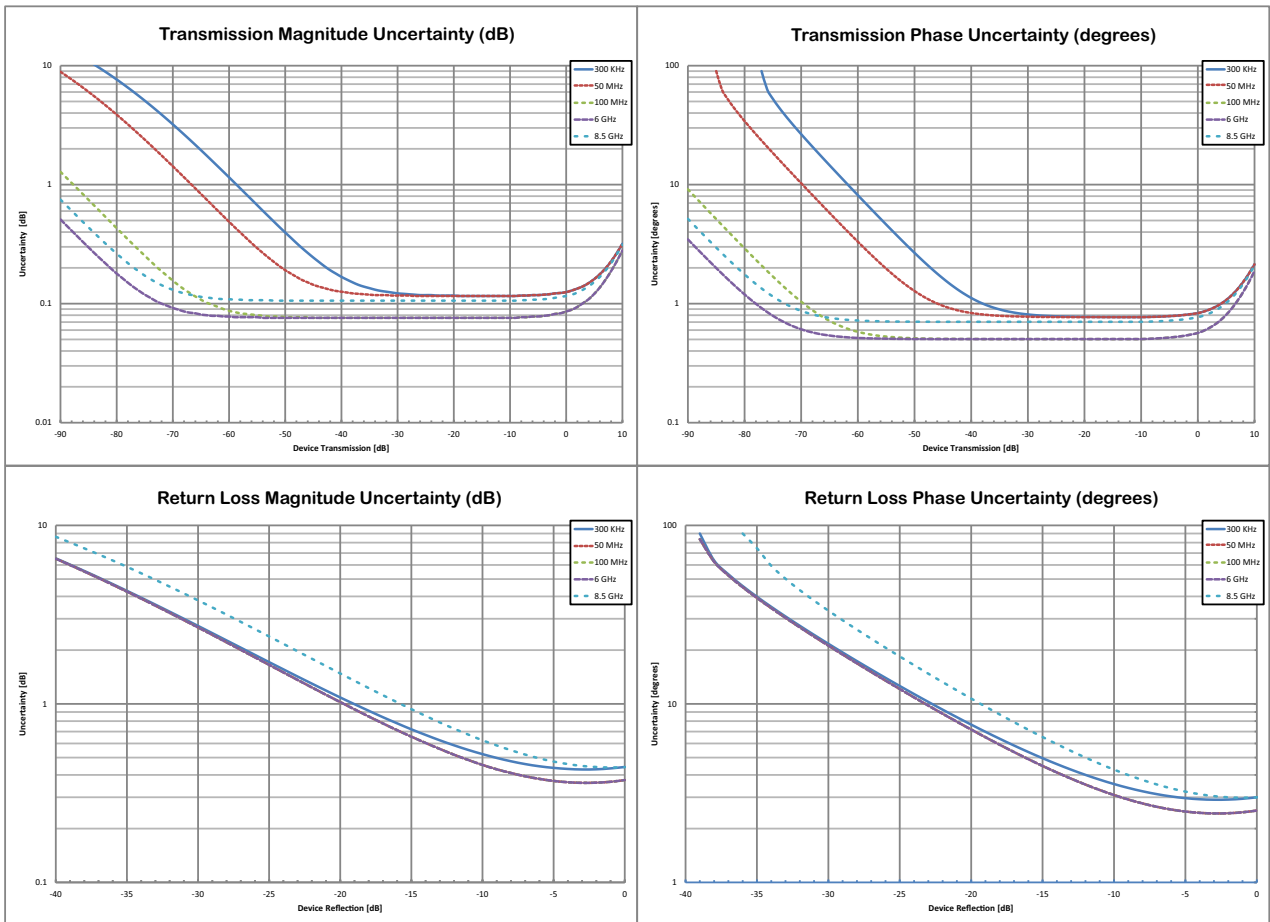 Transmission Magnitude Uncertainty (dB)
10
1
0.1
0.01
Uncertainty [dB]
-90 -80 -70 -60 -50 -40 -30 -20 -10 0 10
Device Transmission [dB]
300 KHz
50 MHz
100 MHz
6 GHz
8.5 GHz
Transmission Phase Uncertainty (degrees)
100
10
1
0.1
Uncertainty [degrees]
-90 -80 -70 -60 -50 -40 -30 -20 -10 0 10
Device Transmission [dB]
300 KHz
50 MHz
100 MHz
6 GHz
8.5 GHz
Return Loss Magnitude Uncertainty (dB)
10
1
0.1
Uncertainty [dB]
-40 -35 -30 -25 -20 -15 -10 -5 0
Device Reflection [dB]
300 KHz
50 MHz
100 MHz
6 GHz
8.5 GHz
Return Loss Phase Uncertainty (degrees)
100
10
1
Uncertainty [degrees]
-40 -35 -30 -25 -20 -15 -10 -5 0
Device Reflection [dB]
300 KHz
50 MHz
100 MHz
6 GHz
8.5 GHz